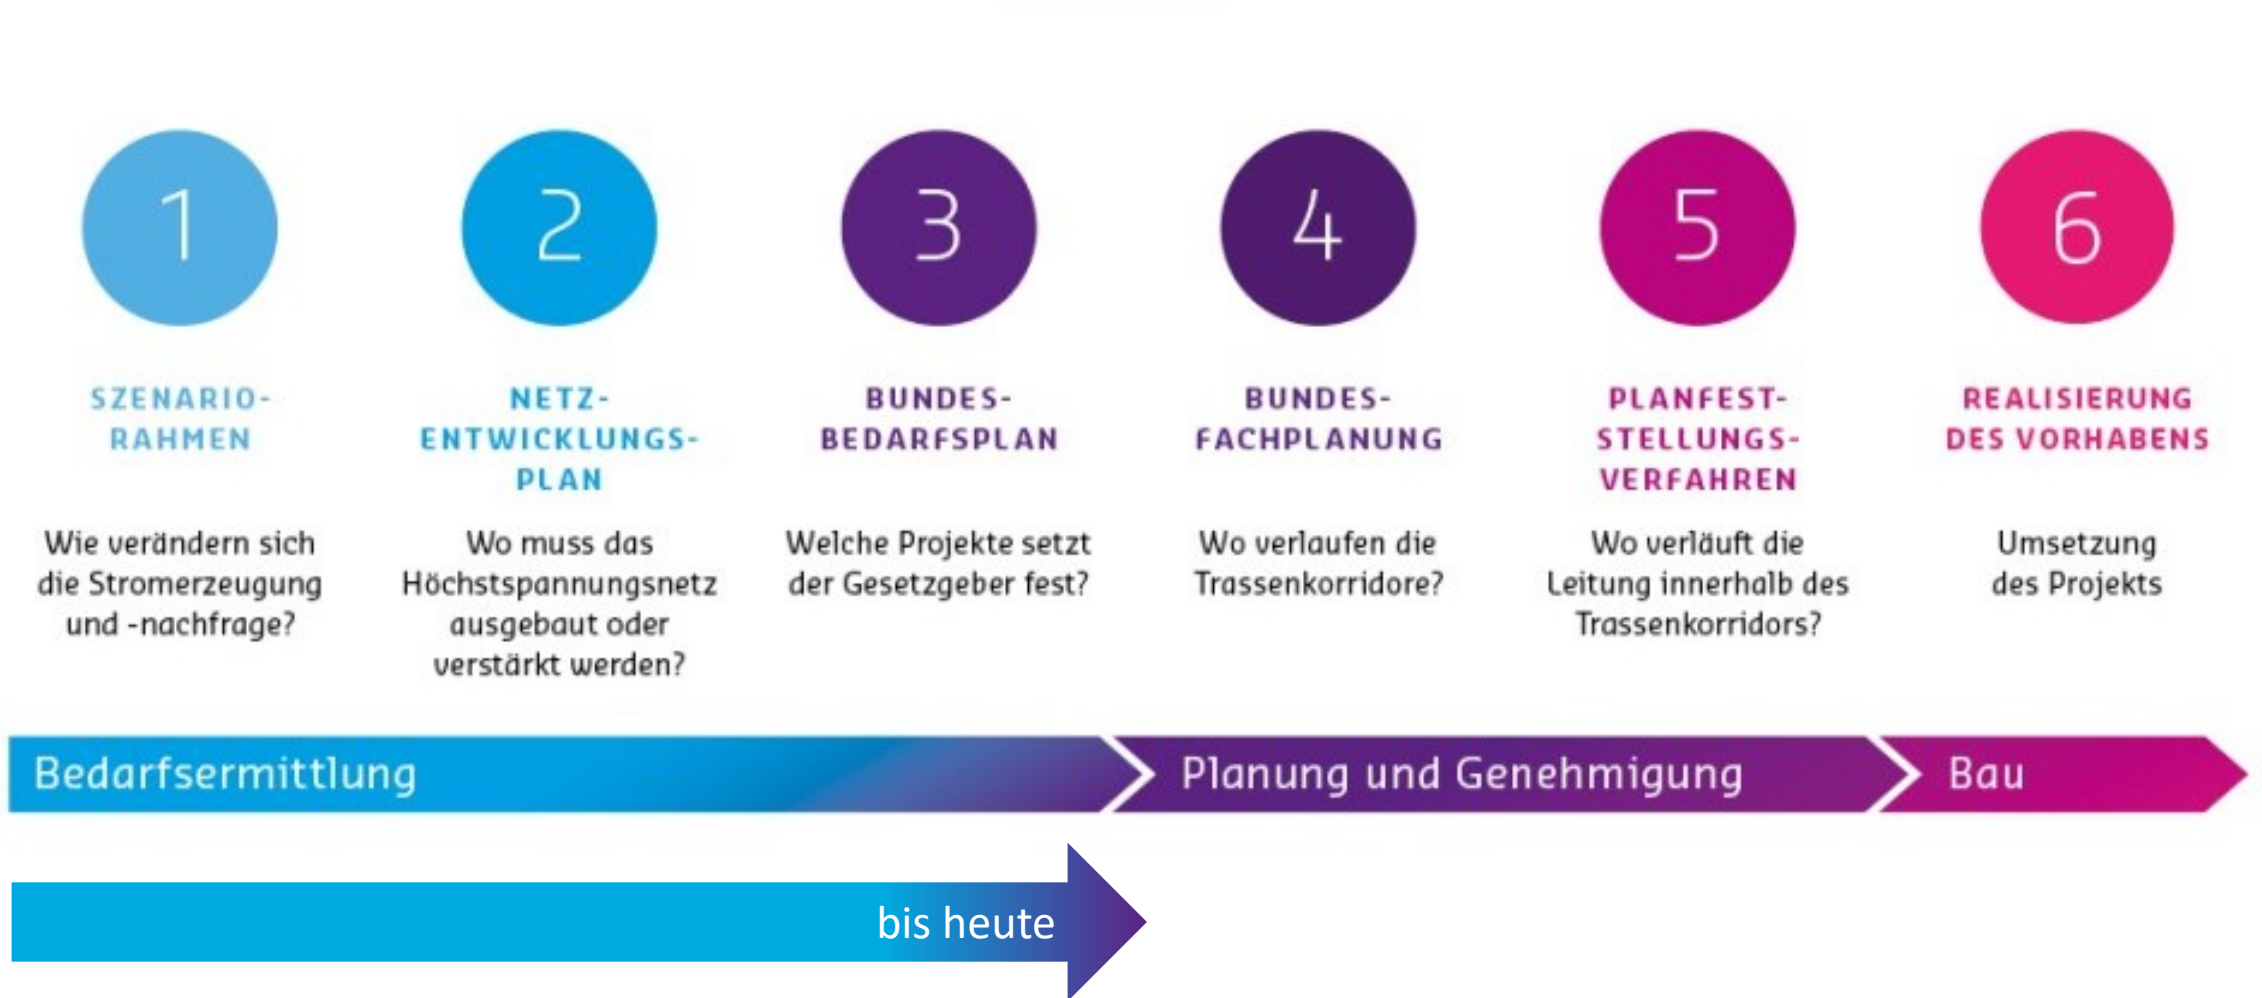 1
SZENARIO-
RAHMEN
Wie verändern sich
die Stromerzeugung
und -nachfrage?
2
NETZ-
ENTWICKLUNGS-
PLAN
Wo muss das
Höchstspannungsnetz
ausgebaut oder
verstärkt werden?
3
BUNDES-
BEDARFSPLAN
Welche Projekte setzt
der Gesetzgeber fest?
4
BUNDES-
FACHPLANUNG
Wo verlaufen die
Trassenkorridore?
5
PLANFEST-
STELLUNGS-
VERFAHREN
Wo verläuft die
Leitung innerhalb des
Trassenkorridors?
6
REALISIERUNG
DES VORHABENS
Umsetzung
des Projekts
Bedarfsermittlung
Planung und Genehmigung
Bau
bis heute